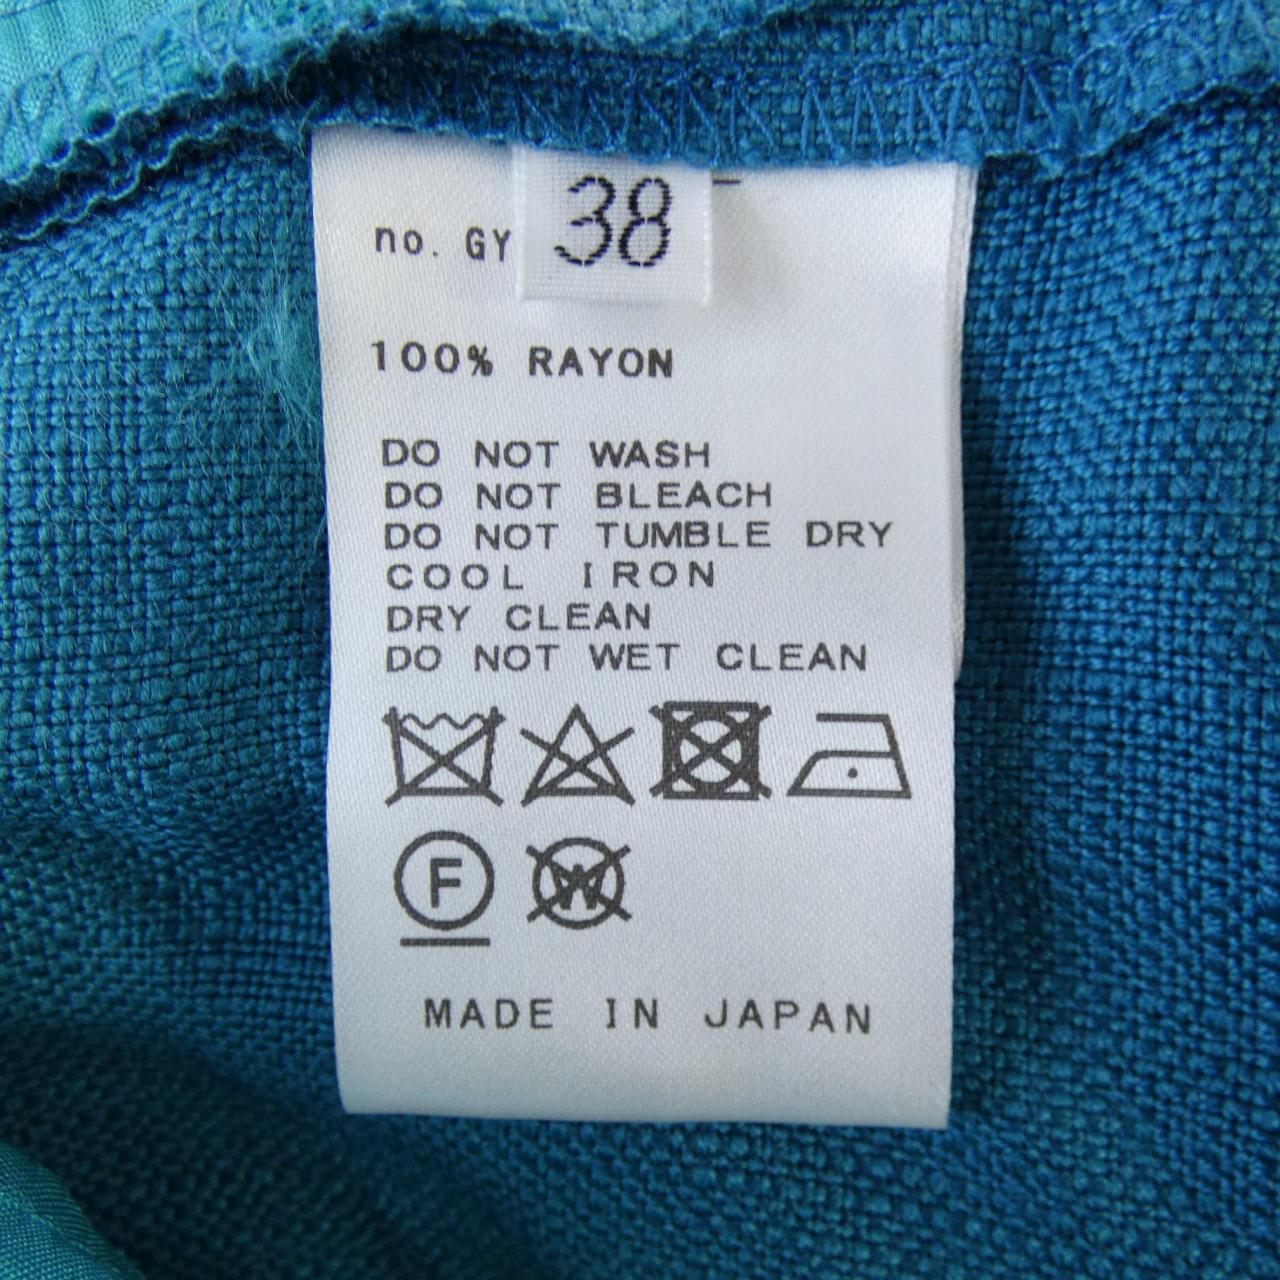 38
no. GY
100% RAYON
DO NOT WASH
DO NOT BLEACH
DO NOT TUMBLE DRY
COOL IRON
DRY CLEAN
DO NOT WET CLEAN
F W
MADE IN JAPAN